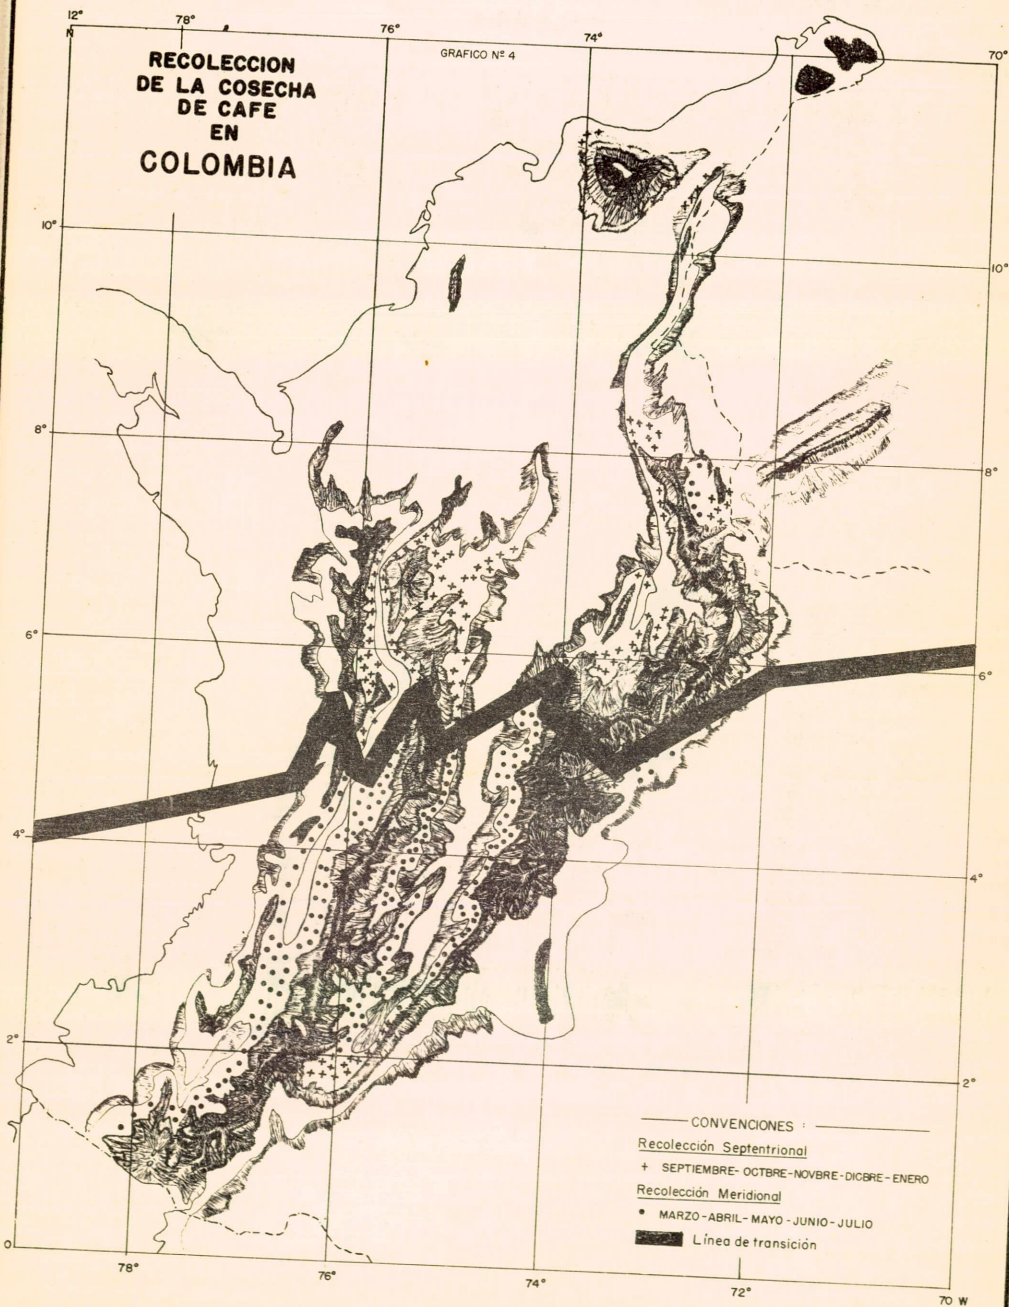 12°
N
78°
76°
74°
70°
GRAFICO Nº 4
RECOLECCION
DE LA COSECHA
DE CAFE
EN
COLOMBIA
10°
10°
8°
8°
6°
6°
4°
4°
2°
2°
0
CONVENCIONES :
Recolección Septentrional
+ SEPTIEMBRE- OCTBRE-NOVBRE-DICBRE-ENERO
Recolección Meridional
• MARZO-ABRIL-MAYO-JUNIO-JULIO
Línea de transición
78°
76°
74°
72°
70 W